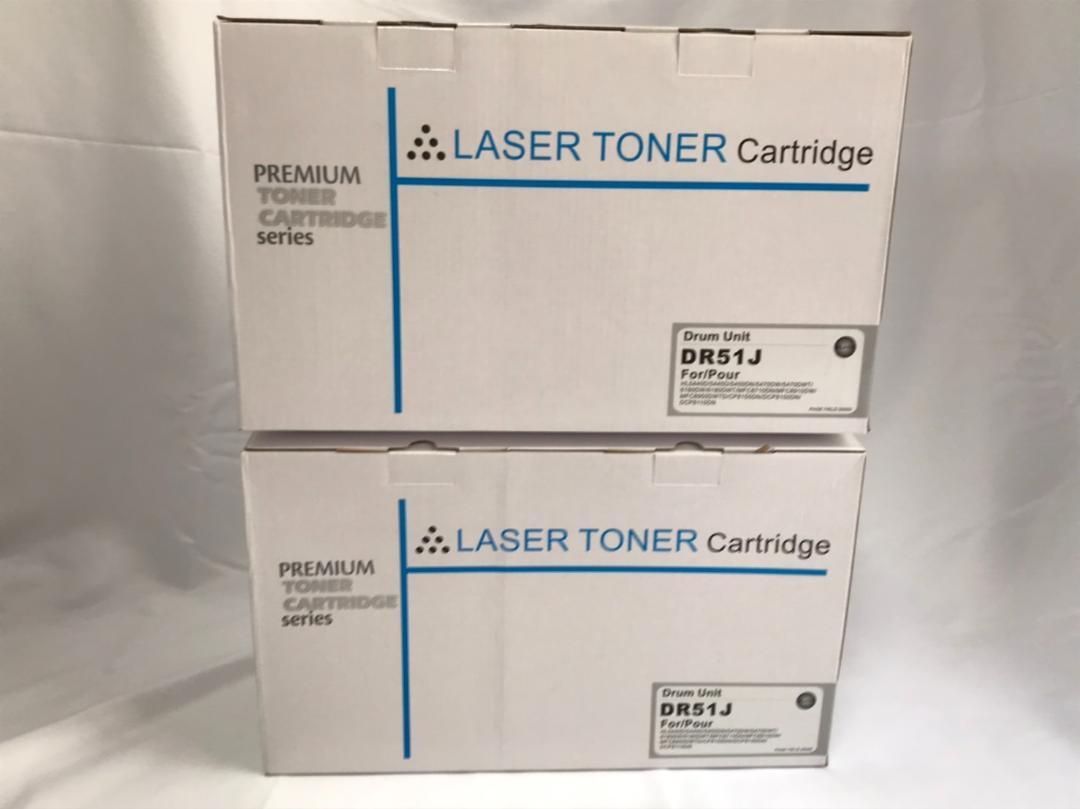 LASER TONER Cartridge
PREMIUM
TONER
CARTRIDGE
series
Drum Unit
DR51J
For/Pour
LASER TONER Cartridge
PREMIUM
TONER
CARTRIDGE
series
Drum Unit
DR51J
For/Pour